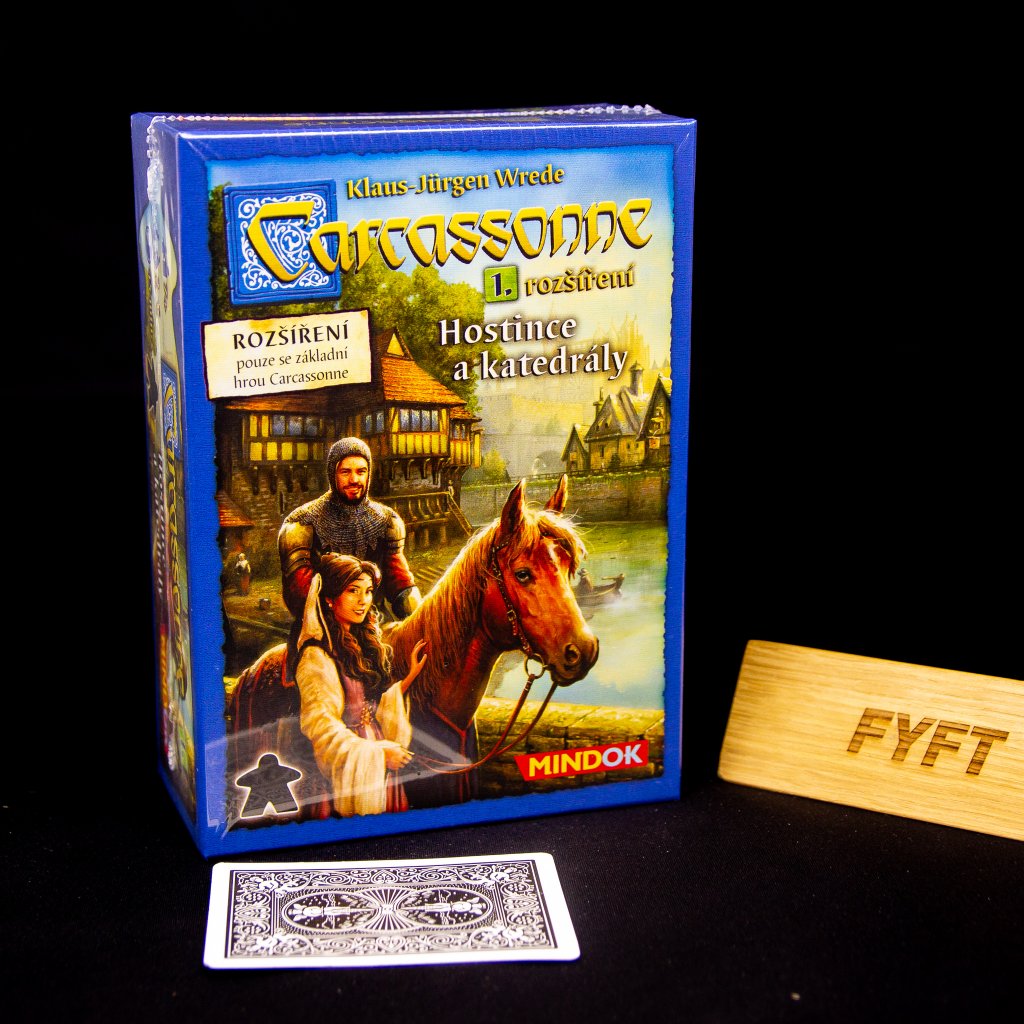 Klaus-Jürgen Wrede
Carcassonne
1. rozšíření
Hostince
a katedrály
ROZŠÍŘENÍ
pouze se základní
hrou Carcassonne
MINDOK
FYFT